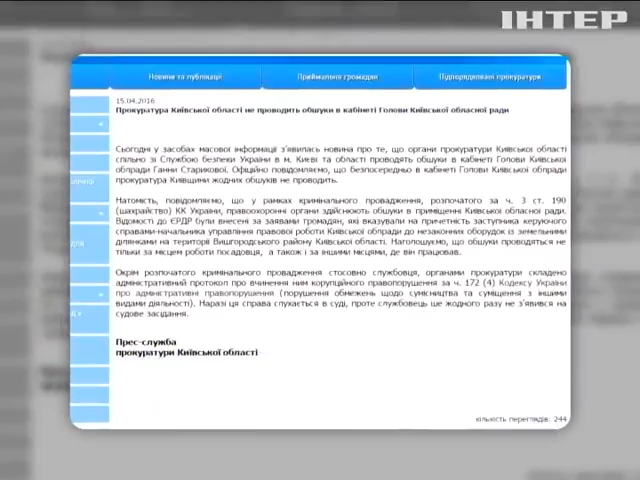 ІНТЕР
Новини та публікації
Приймальня громадян
Підпорядковані прокуратури
15.04.2016
Прокуратура Київської області не проводить обшуки в кабінеті Голови Київської обласної ради
Сьогодні у засобах масової інформації з'явилась новина про те, що органи прокуратури Київської області
спільно зі Службою безпеки України в м. Києві та області проводять обшуки в кабінеті Голови Київської
облради Ганни Старикової. Офіційно повідомляємо, що безпосередньо в кабінеті Голови Київської облради
прокуратура Київщини жодних обшуків не проводить.
Натомість, повідомляємо, що у рамках кримінального провадження, розпочатого за ч. 3 ст. 190
(шахрайство) КК України, правоохоронні органи здійснюють обшуки в приміщенні Київської обласної ради.
Відомості до ЄРДР були внесені за заявами громадян, які вказували на причетність заступника керуючого
справами-начальника управління правової роботи Київської облради до незаконних оборудок із земельними
ділянками на території Вишгородського району Київської області. Наголошуємо, що обшуки проводяться не
тільки за місцем роботи посадовця, а також і за іншими місцями, де він працював.
Окрім розпочатого кримінального провадження стосовно службовця, органами прокуратури складено
адміністративний протокол про вчинення ним корупційного правопорушення за ч. 172 (4) Кодексу України
про адміністративні правопорушення (порушення обмежень щодо сумісництва та суміщення з іншими
видами діяльності). Наразі ця справа слухається в суді, проте службовець ще жодного разу не з'явився на
судове засідання.
Прес-служба
прокуратури Київської області
кількість переглядів: 244